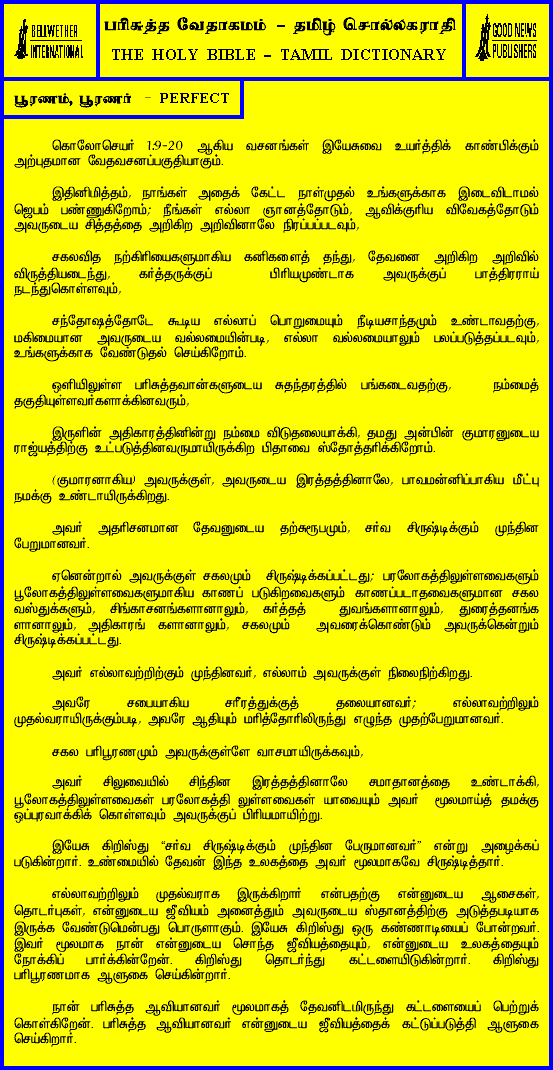 BELLWETHER
INTERNATIONAL
பரிசுத்த வேதாகமம் – தமிழ் சொல்லகராதி
THE HOLY BIBLE – TAMIL DICTIONARY
GOOD NEWS
PUBLISHERS
பூரணம், பூரணர் – PERFECT
கொலோசெயர் 1:9-20 ஆகிய வசனங்கள் இயேசுவை உயர்த்திக் காண்பிக்கும்
அற்புதமான வேதவசனப்பகுதியாகும்.
இதினிமித்தம், நாங்கள் அதைக் கேட்ட நாள்முதல் உங்களுக்காக இடைவிடாமல்
ஜெபம் பண்ணுகிறோம்; நீங்கள் எல்லா ஞானத்தோடும், ஆவிக்குரிய விவேகத்தோடும்
அவருடைய சித்தத்தை அறிகிற அறிவினாலே நிரப்பப்படவும்,
சகலவித நற்கிரியைகளுமாகிய கனிகளைத் தந்து, தேவனை அறிகிற அறிவில்
விருத்தியடைந்து, கர்த்தருக்குப் பிரியமுண்டாக அவருக்குப் பாத்திரராய்
நடந்துகொள்ளவும்,
சந்தோஷத்தோடே கூடிய எல்லாப் பொறுமையும் நீடியசாந்தமும் உண்டாவதற்கு,
மகிமையான அவருடைய வல்லமையின்படி, எல்லா வல்லமையாலும் பலப்படுத்தப்படவும்,
உங்களுக்காக வேண்டுதல் செய்கிறோம்.
ஒளியிலுள்ள பரிசுத்தவான்களுடைய சுதந்தரத்தில் பங்கடைவதற்கு, நம்மைத்
தகுதியுள்ளவர்களாக்கினவரும்,
இருளின் அதிகாரத்தினின்று நம்மை விடுதலையாக்கி, தமது அன்பின் குமாரனுடைய
ராஜ்யத்திற்கு உட்படுத்தினவருமாயிருக்கிற பிதாவை ஸ்தோத்தரிக்கிறோம்.
(குமாரனாகிய) அவருக்குள், அவருடைய இரத்தத்தினாலே, பாவமன்னிப்பாகிய மீட்பு
நமக்கு உண்டாயிருக்கிறது.
அவர் அதரிசனமான தேவனுடைய தற்சுரூபமும், சர்வ சிருஷ்டிக்கும் முந்தின
பேறுமானவர்.
ஏனென்றால் அவருக்குள் சகலமும் சிருஷ்டிக்கப்பட்டது; பரலோகத்திலுள்ளவைகளும்
பூலோகத்திலுள்ளவைகளுமாகிய காணப் படுகிறவைகளும் காணப்படாதவைகளுமான சகல
வஸ்துக்களும், சிங்காசனங்களானாலும், கர்த்தத் துவங்களானாலும், துரைத்தனங்க
ளானாலும், அதிகாரங் களானாலும், சகலமும் அவரைக்கொண்டும் அவருக்கென்றும்
சிருஷ்டிக்கப்பட்டது.
அவர் எல்லாவற்றிற்கும் முந்தினவர், எல்லாம் அவருக்குள் நிலைநிற்கிறது.
அவரே சபையாகிய சரீரத்துக்குத் தலையானவர்; எல்லாவற்றிலும்
முதல்வராயிருக்கும்படி, அவரே ஆதியும் மரித்தோரிலிருந்து எழுந்த முதற்பேறுமானவர்.
சகல பரிபூரணமும் அவருக்குள்ளே வாசமாயிருக்கவும்,
அவர் சிலுவையில் சிந்தின இரத்தத்தினாலே சமாதானத்தை உண்டாக்கி,
பூலோகத்திலுள்ளவைகள் பரலோகத்தி லுள்ளவைகள் யாவையும் அவர் மூலமாய்த் தமக்கு
ஒப்புரவாக்கிக் கொள்ளவும் அவருக்குப் பிரியமாயிற்று.
இயேசு கிறிஸ்து “சர்வ சிருஷ்டிக்கும் முந்தின பேருமானவர்” என்று அழைக்கப்
படுகின்றார். உண்மையில் தேவன் இந்த உலகத்தை அவர் மூலமாகவே சிருஷ்டித்தார்.
எல்லாவற்றிலும் முதல்வராக இருக்கிறார் என்பதற்கு என்னுடைய ஆசைகள்,
தொடர்புகள், என்னுடைய ஜீவியம் அனைத்தும் அவருடைய ஸ்தானத்திற்கு அடுத்தபடியாக
இருக்க வேண்டுமென்பது பொருளாகும். இயேசு கிறிஸ்து ஒரு கண்ணாடியைப் போன்றவர்.
இவர் மூலமாக நான் என்னுடைய சொந்த ஜீவியத்தையும், என்னுடைய உலகத்தையும்
நோக்கிப் பார்க்கின்றேன். கிறிஸ்து தொடர்ந்து கட்டளையிடுகின்றார். கிறிஸ்து
பரிபூரணமாக ஆளுகை செய்கின்றார்.
நான் பரிசுத்த ஆவியானவர் மூலமாகத் தேவனிடமிருந்து கட்டளையைப் பெற்றுக்
கொள்கிறேன். பரிசுத்த ஆவியானவர் என்னுடைய ஜீவியத்தைக் கட்டுப்படுத்தி ஆளுகை
செய்கிறார்.